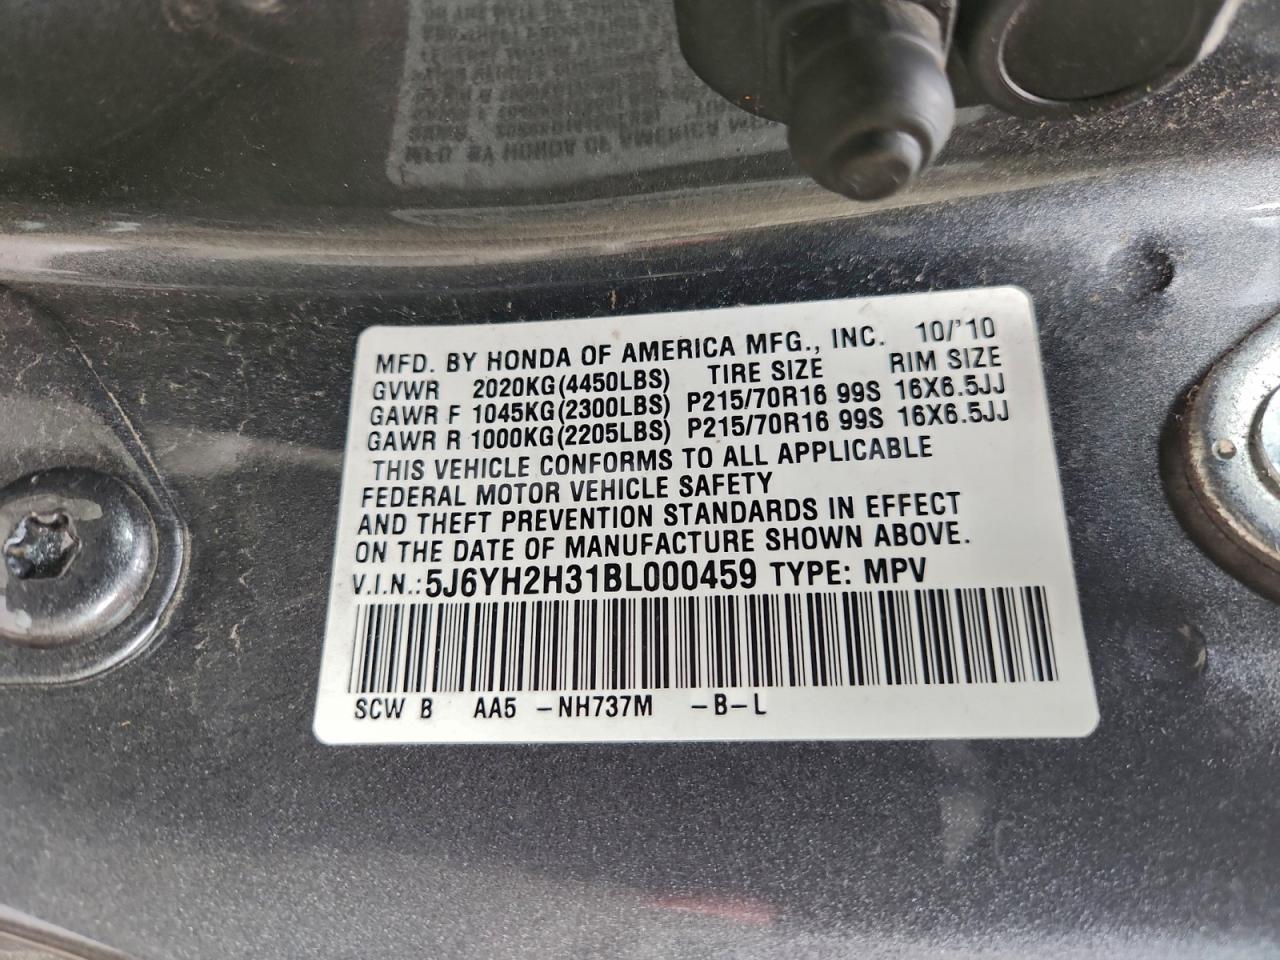 MFD. BY HONDA OF AMERICA MFG., INC. 10/'10
GVWR 2020KG(4450LBS) TIRE SIZE RIM SIZE
GAWR F 1045KG(2300LBS) P215/70R16 99S 16X6.5JJ
GAWR R 1000KG(2205LBS) P215/70R16 99S 16X6.5JJ
THIS VEHICLE CONFORMS TO ALL APPLICABLE
FEDERAL MOTOR VEHICLE SAFETY
AND THEFT PREVENTION STANDARDS IN EFFECT
ON THE DATE OF MANUFACTURE SHOWN ABOVE.
V.I.N.: 5J6YH2H31BL000459 TYPE: MPV
SCW B AA5 -NH737M -B-L